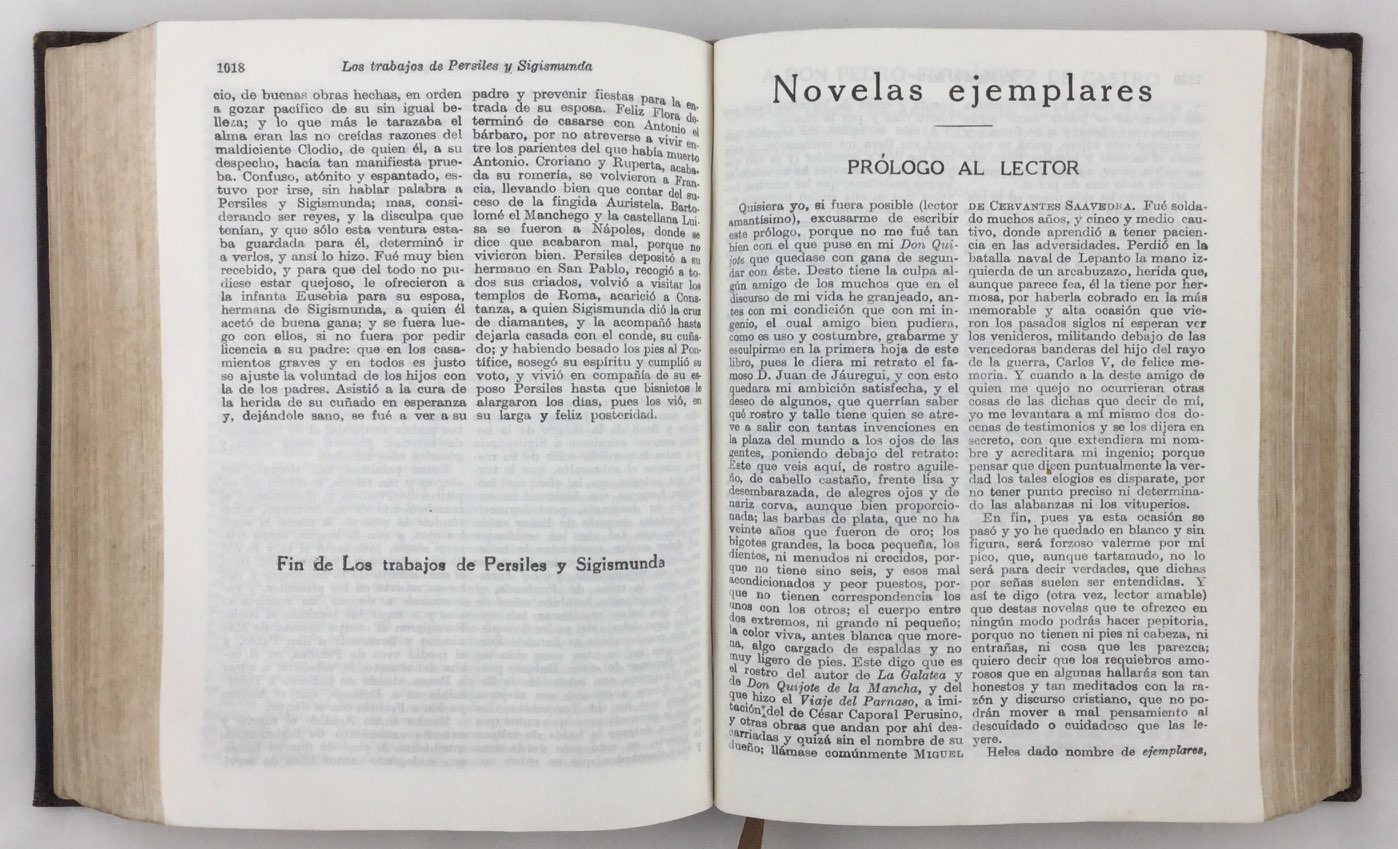 1018
Los trabajos de Persiles y Sigismunda
cio, de buenas obras hechas, en orden
a gozar pacífico de su sin igual be-
lleza; y lo que más le tarazaba el
alma eran las no creídas razones del
maldiciente Clodio, de quien él, a su
despecho, hacía tan manifiesta prue-
ba. Confuso, atónito y espantado, es-
tuvo por irse, sin hablar palabra a
Persiles y Sigismunda; mas, consi-
derando ser reyes, y la disculpa que
tenían, y que sólo esta ventura esta-
ba guardada para él, determinó ir
a verlos, y ansí lo hizo. Fué muy bien
recebido, y para que del todo no pu-
diese estar quejoso, le ofrecieron a
la infanta Eusebia para su esposa,
hermana de Sigismunda, a quien él
acetó de buena gana; y se fuera lue-
go con ellos, si no fuera por pedir
licencia a su padre: que en los casa-
mientos graves y en todos es justo
se ajuste la voluntad de los hijos con
la de los padres. Asistió a la cura de
la herida de su cuñado en esperanza
y, dejándole sano, se fué a ver a su
padre y prevenir fiestas para la en-
trada de su esposa. Feliz Flora de-
terminó de casarse con Antonio el
bárbaro, por no atreverse a vivir en-
tre los parientes del que había muerto
Antonio. Croriano y Ruperta, acaba-
da su romería, se volvieron a Fran-
cia, llevando bien que contar del su-
ceso de la fingida Auristela. Barto-
lomé el Manchego y la castellana Lui-
sa se fueron a Nápoles, donde se
dice que acabaron mal, porque no
vivieron bien. Persiles depositó a su
hermano en San Pablo, recogió a to-
dos sus criados, volvió a visitar los
templos de Roma, acarició a Cons-
tanza, a quien Sigismunda dió la cruz
de diamantes, y la acompañó hasta
dejarla casada con el conde, su cuña-
do; y habiendo besado los pies al Pon-
tífice, sosegó su espíritu y cumplió su
voto, y vivió en compañía de su es-
poso Persiles hasta que bisnietos le
alargaron los días, pues los vió, en
su larga y feliz posteridad.
Fin de Los trabajos de Persiles y Sigismunda
Novelas ejemplares
PRÓLOGO AL LECTOR
Quisiera yo, si fuera posible (lector
amantísimo), excusarme de escribir
este prólogo, porque no me fué tan
bien con el que puse en mi Don Qui-
jote que quedase con gana de segun-
dar con éste. Desto tiene la culpa al-
gún amigo de los muchos que en el
discurso de mi vida he granjeado, an-
tes con mi condición que con mi in-
genio, el cual amigo bien pudiera,
como es uso y costumbre, grabarme y
esculpirme en la primera hoja de este
libro, pues le diera mi retrato el fa-
moso D. Juan de Jáuregui, y con esto
quedara mi ambición satisfecha, y el
deseo de algunos, que querrían saber
qué rostro y talle tiene quien se atre-
ve a salir con tantas invenciones en
la plaza del mundo a los ojos de las
gentes, poniendo debajo del retrato:
Este que veis aquí, de rostro aguile-
ño, de cabello castaño, frente lisa y
desembarazada, de alegres ojos y de
nariz corva, aunque bien proporcio-
nada; las barbas de plata, que no ha
veinte años que fueron de oro; los
bigotes grandes, la boca pequeña, los
dientes, ni menudos ni crecidos, por-
que no tiene sino seis, y esos mal
acondicionados y peor puestos, por-
que no tienen correspondencia los
unos con los otros; el cuerpo entre
dos extremos, ni grande ni pequeño;
la color viva, antes blanca que more-
na, algo cargado de espaldas y no
muy ligero de pies. Este digo que es
el rostro del autor de La Galatea y
de Don Quijote de la Mancha, y del
que hizo el Viaje del Parnaso, a imi-
tación del de César Caporal Perusino,
y otras obras que andan por ahí des-
carriadas y quizá sin el nombre de su
dueño; llámase comúnmente MIGUEL
DE CERVANTES SAAVEDRA. Fué solda-
do muchos años, y cinco y medio cau-
tivo, donde aprendió a tener pacien-
cia en las adversidades. Perdió en la
batalla naval de Lepanto la mano iz-
quierda de un arcabuzazo, herida que,
aunque parece fea, él la tiene por her-
mosa, por haberla cobrado en la más
memorable y alta ocasión que vie-
ron los pasados siglos ni esperan ver
los venideros, militando debajo de las
vencedoras banderas del hijo del rayo
de la guerra, Carlos V, de felice me-
moria. Y cuando a la deste amigo de
quien me quejo no ocurrieran otras
cosas de las dichas que decir de mí,
yo me levantara a mí mismo dos do-
cenas de testimonios y se los dijera en
secreto, con que extendiera mi nom-
bre y acreditara mi ingenio; porque
pensar que dicen puntualmente la ver-
dad los tales elogios es disparate, por
no tener punto preciso ni determina-
do las alabanzas ni los vituperios.
En fin, pues ya esta ocasión se
pasó y yo he quedado en blanco y sin
figura, será forzoso valerme por mi
pico, que, aunque tartamudo, no lo
será para decir verdades, que dichas
por señas suelen ser entendidas. Y
así te digo (otra vez, lector amable)
que destas novelas que te ofrezco en
ningún modo podrás hacer pepitoria,
porque no tienen ni pies ni cabeza, ni
entrañas, ni cosa que les parezca;
quiero decir que los requiebros amo-
rosos que en algunas hallarás son tan
honestos y tan meditados con la ra-
zón y discurso cristiano, que no po-
drán mover a mal pensamiento al
descuidado o cuidadoso que las le-
yere.
Heles dado nombre de ejemplares,